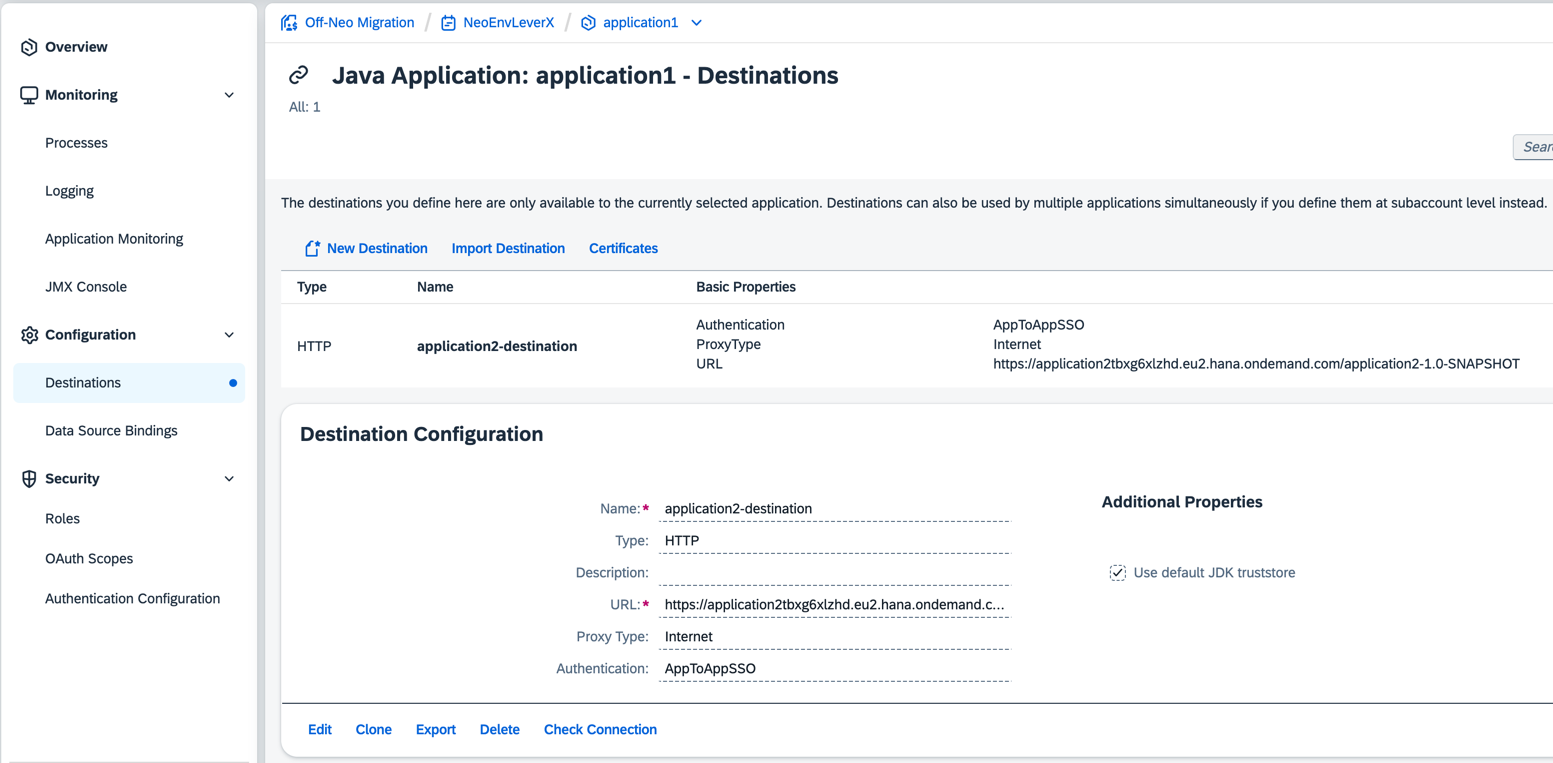 Overview
Monitoring
Processes
Logging
Application Monitoring
JMX Console
Configuration
Destinations
Data Source Bindings
Security
Roles
OAuth Scopes
Authentication Configuration
Off-Neo Migration / NeoEnvLeverX / application1
Java Application: application1 - Destinations
All: 1
The destinations you define here are only available to the currently selected application. Destinations can also be used by multiple applications simultaneously if you define them at subaccount level instead.
New Destination Import Destination Certificates
Type Name Basic Properties
Authentication AppToAppSSO
HTTP application2-destination ProxyType Internet
URL https://application2tbxg6xlzhd.eu2.hana.ondemand.com/application2-1.0-SNAPSHOT
Destination Configuration
Name:* application2-destination
Type: HTTP
Description:
URL:* https://application2tbxg6xlzhd.eu2.hana.ondemand.c...
Proxy Type: Internet
Authentication: AppToAppSSO
Additional Properties
Use default JDK truststore
Edit Clone Export Delete Check Connection